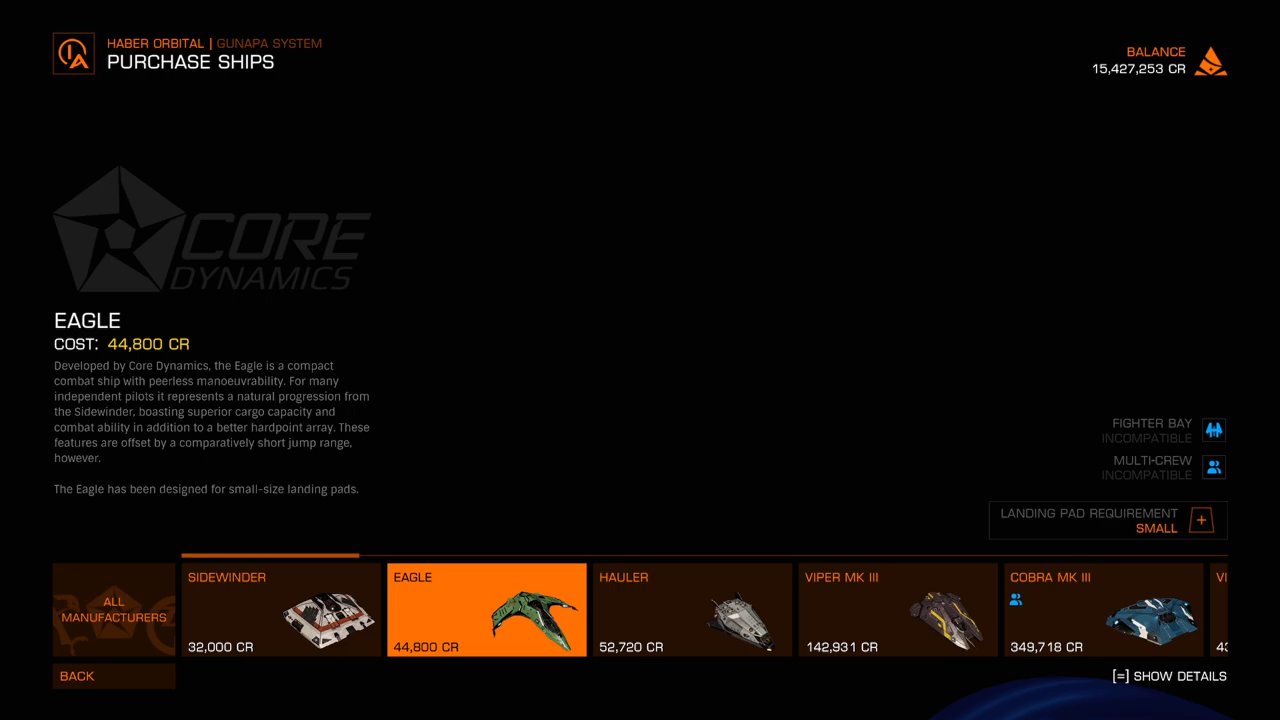 HABER ORBITAL | GUNAPA SYSTEM
PURCHASE SHIPS
BALANCE
15,427,253 CR
CORE
DYNAMICS
EAGLE
COST: 44,800 CR
Developed by Core Dynamics, the Eagle is a compact
combat ship with peerless manoeuvrability. For many
independent pilots it represents a natural progression from
the Sidewinder, boasting superior cargo capacity and
combat ability in addition to a better hardpoint array. These
features are offset by a comparatively short jump range,
however.
The Eagle has been designed for small-size landing pads.
FIGHTER BAY
INCOMPATIBLE
MULTI-CREW
INCOMPATIBLE
LANDING PAD REQUIREMENT
SMALL
ALL
MANUFACTURERS
SIDEWINDER
32,000 CR
EAGLE
44,800 CR
HAULER
52,720 CR
VIPER MK III
142,931 CR
COBRA MK III
349,718 CR
VI
43
BACK
[=] SHOW DETAILS